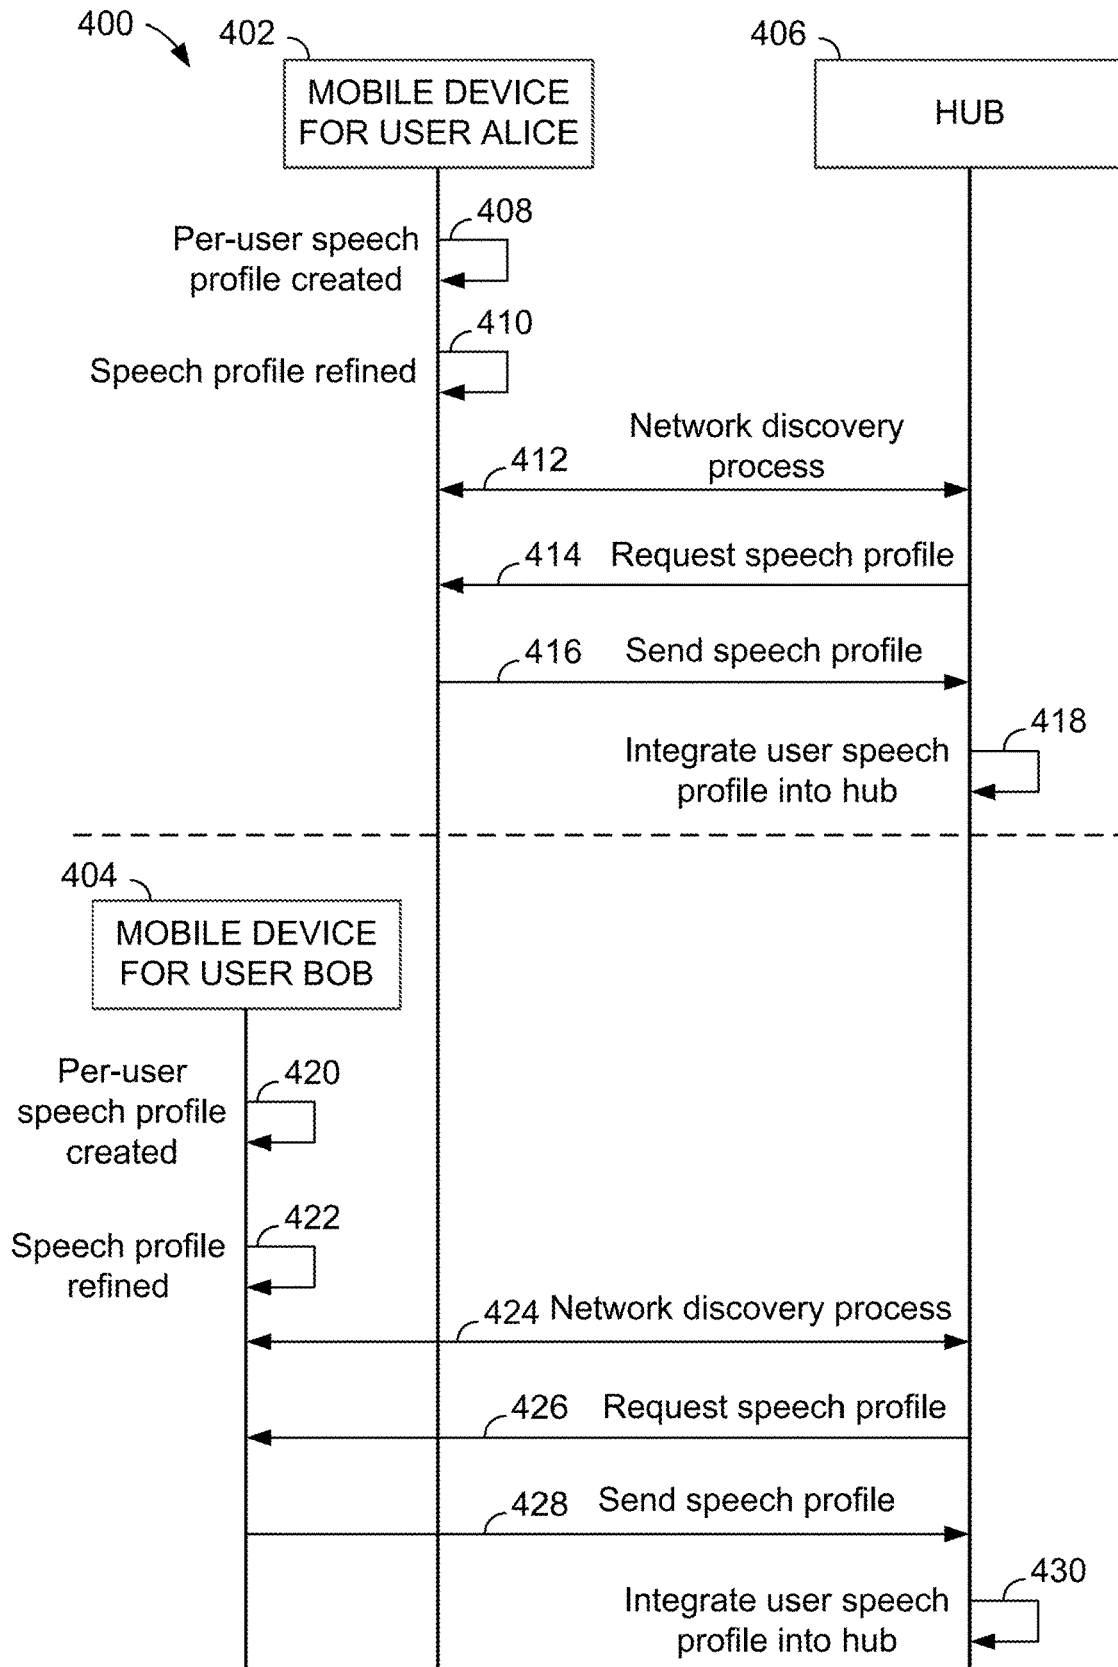 400
402
406
MOBILE DEVICE
FOR USER ALICE
HUB
408
Per-user speech
profile created
410
Speech profile refined
Network discovery
process
412
414
Request speech profile
416
Send speech profile
418
Integrate user speech
profile into hub
404
MOBILE DEVICE
FOR USER BOB
420
Per-user
speech profile
created
422
Speech profile
refined
424
Network discovery process
426
Request speech profile
428
Send speech profile
430
Integrate user speech
profile into hub